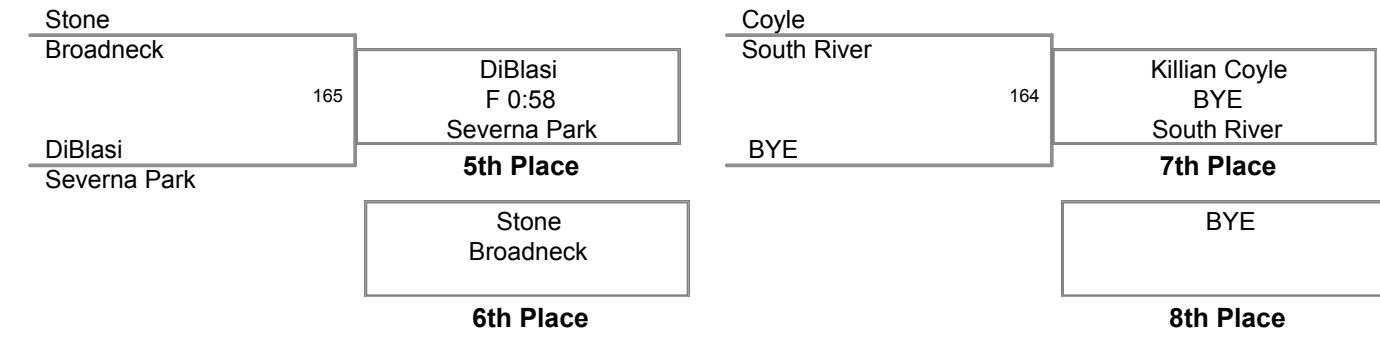 Stone
Broadneck
165
DiBlasi
Severna Park
DiBlasi
F 0:58
Severna Park
5th Place
Stone
Broadneck
6th Place
Coyle
South River
164
BYE
Killian Coyle
BYE
South River
7th Place
BYE
8th Place